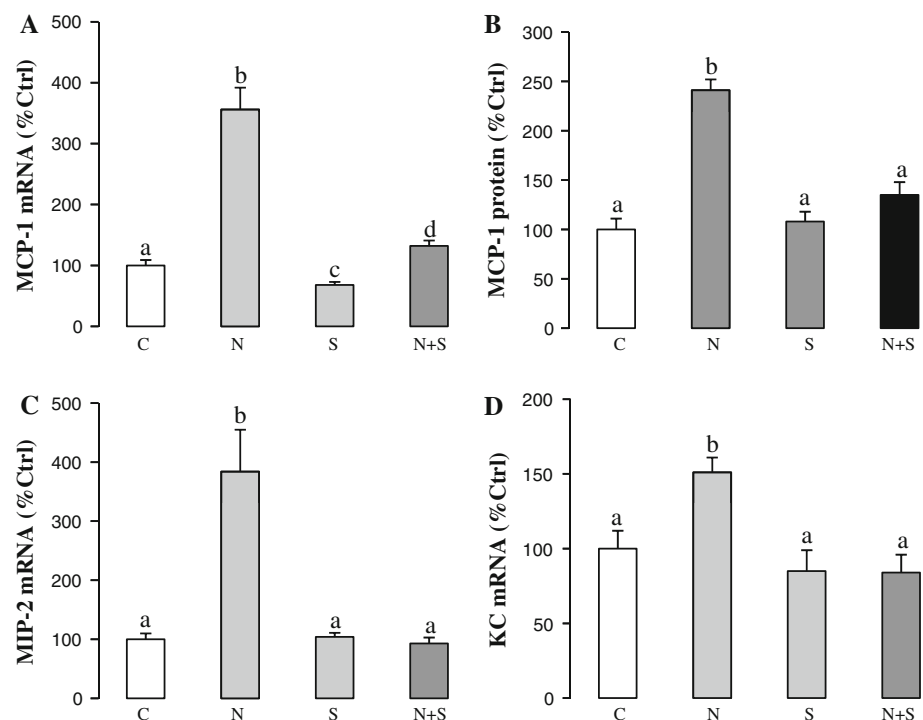 A
MCP-1 mRNA (%Ctrl)
500
400
300
200
100
0
a
b
c
d
C N S N+S
B
MCP-1 protein (%Ctrl)
300
250
200
150
100
50
0
a
b
a
a
C N S N+S
C
MIP-2 mRNA (%Ctrl)
500
400
300
200
100
0
a
b
a
a
C N S N+S
D
KC mRNA (%Ctrl)
200
150
100
50
0
a
b
a
a
C N S N+S